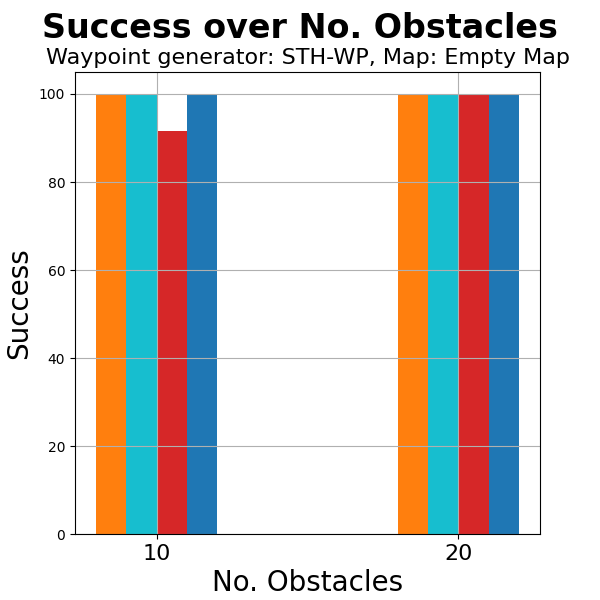 Success over No. Obstacles
Waypoint generator: STH-WP, Map: Empty Map
100
80
60
40
20
0
Success
10 20
No. Obstacles